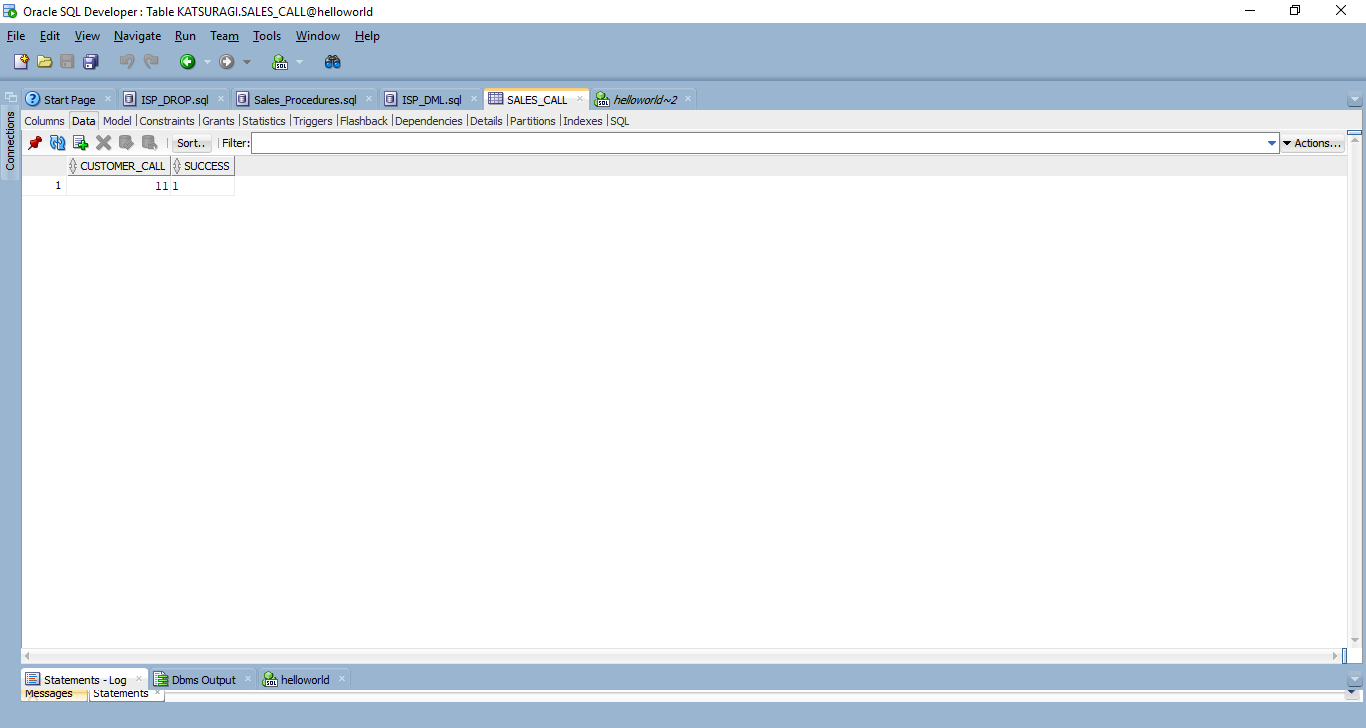 Oracle SQL Developer : Table KATSURAGI.SALES_CALL@helloworld
File Edit View Navigate Run Team Tools Window Help
Start Page ISP_DROP.sql Sales_Procedures.sql ISP_DML.sql SALES_CALL helloworld~2
Connections
Columns Data Model Constraints Grants Statistics Triggers Flashback Dependencies Details Partitions Indexes SQL
Sort.. Filter: Actions...
CUSTOMER_CALL SUCCESS
1 11 1
Statements - Log Dbms Output helloworld
Messages Statements